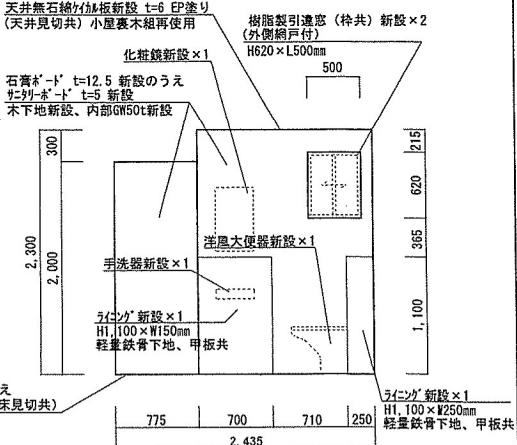 天井無石綿ケイカル板新設 t=6 EP塗り
(天井見切共) 小屋裏木組再使用
樹脂製引違窓 (枠共) 新設×2
(外側網戸付)
H620×L500mm
化粧鏡新設×1
500
石膏ボード t=12.5 新設のうえ
サニタリーボード t=5 新設
木下地新設、内部GW50t新設
300
215
620
2,300
2,000
365
洋風大便器新設×1
手洗器新設×1
1,100
ライニング新設×1
H1,100×W150mm
軽量鉄骨下地、甲板共
え
床見切共)
ライニング新設×1
H1,100×W250mm
軽量鉄骨下地、甲板共
775
700
710
250
2,435